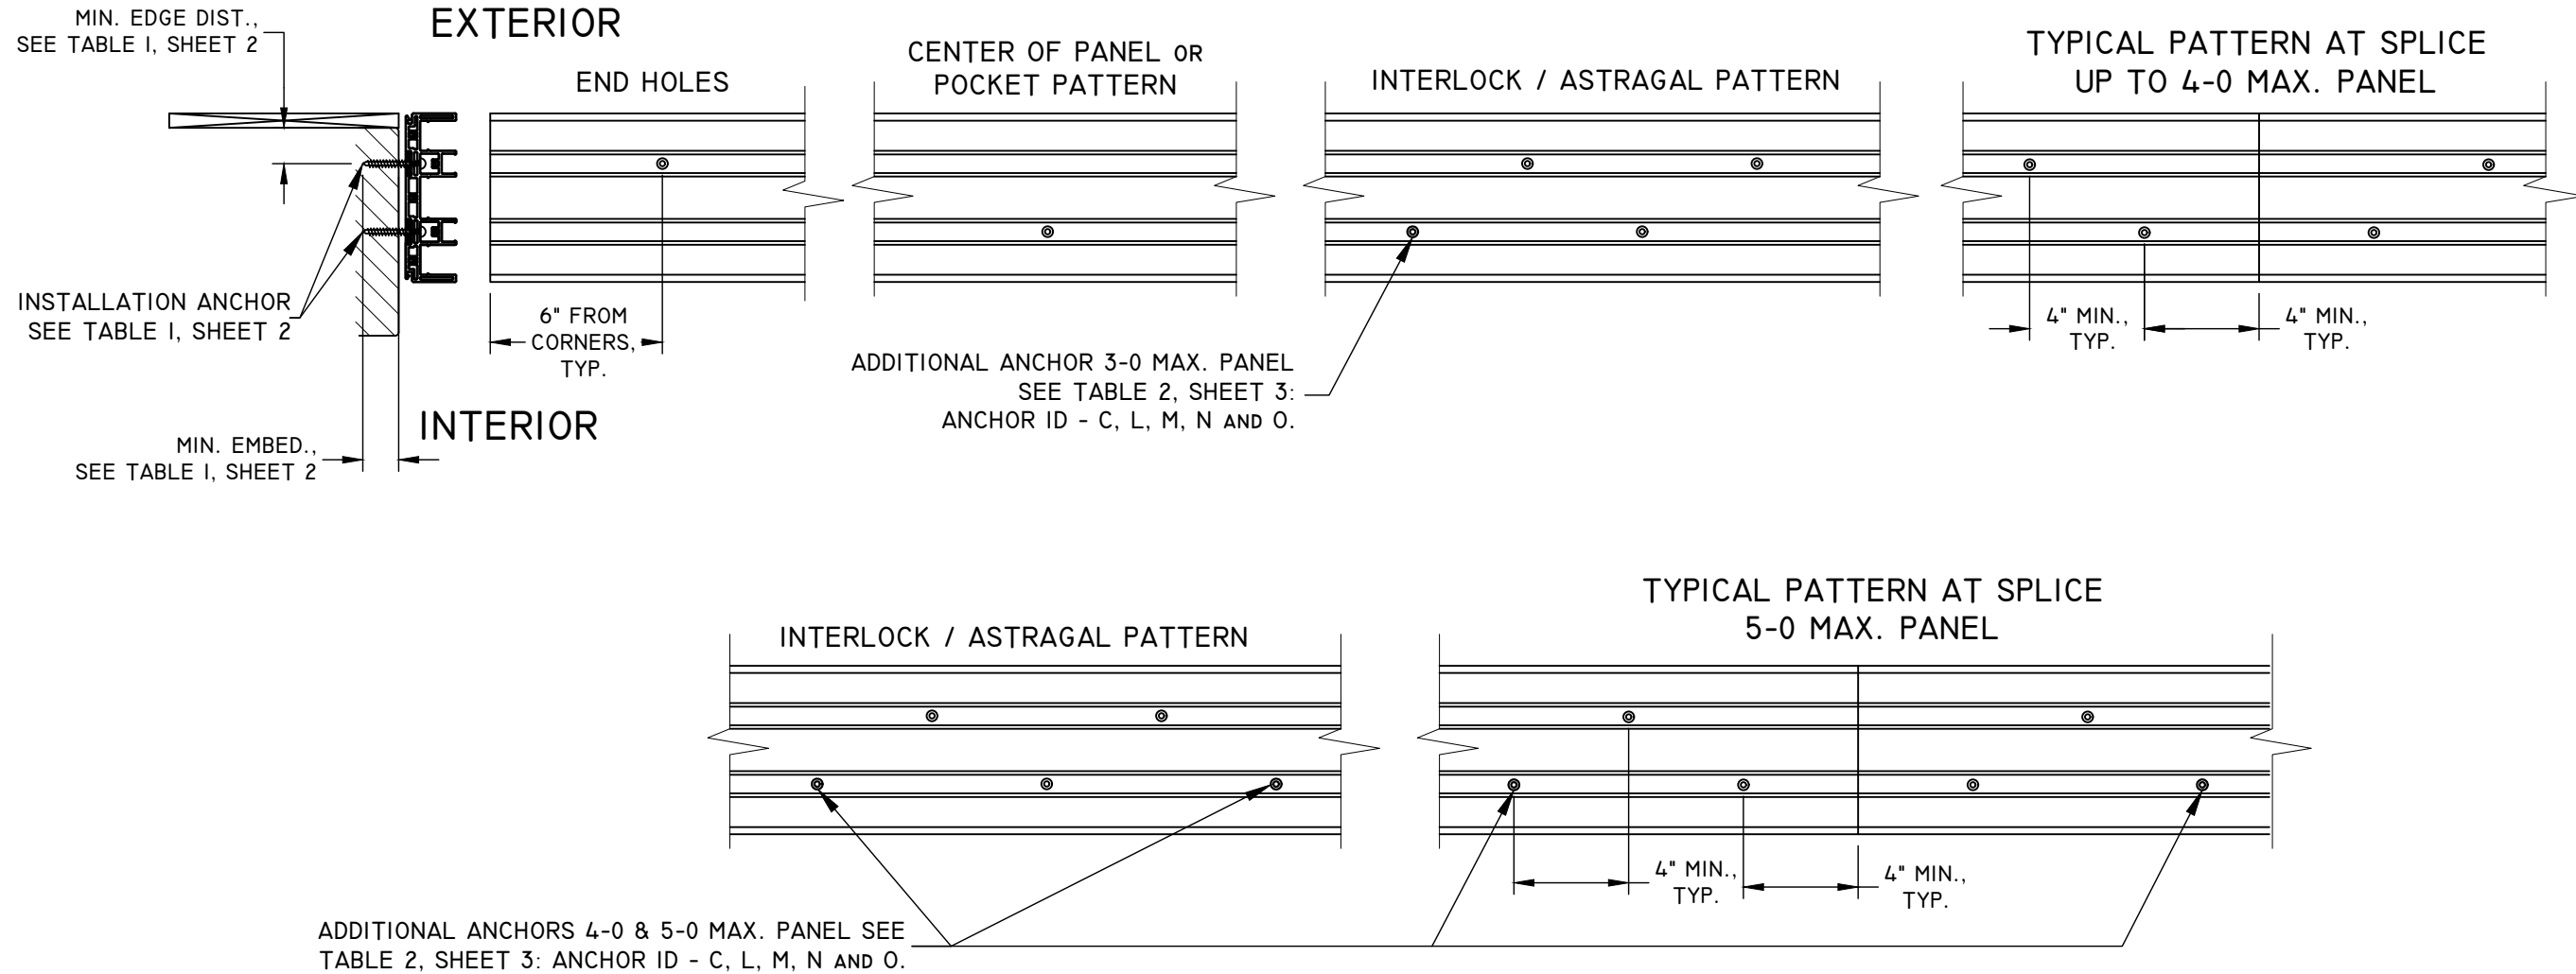 MIN. EDGE DIST.,
SEE TABLE 1, SHEET 2
EXTERIOR
END HOLES
CENTER OF PANEL OR
POCKET PATTERN
INTERLOCK / ASTRAGAL PATTERN
TYPICAL PATTERN AT SPLICE
UP TO 4-0 MAX. PANEL
INSTALLATION ANCHOR
SEE TABLE 1, SHEET 2
6" FROM
CORNERS,
TYP.
4" MIN.,
TYP.
4" MIN.,
TYP.
ADDITIONAL ANCHOR 3-0 MAX. PANEL
SEE TABLE 2, SHEET 3:
ANCHOR ID - C, L, M, N AND O.
INTERIOR
MIN. EMBED.,
SEE TABLE 1, SHEET 2
INTERLOCK / ASTRAGAL PATTERN
TYPICAL PATTERN AT SPLICE
5-0 MAX. PANEL
4" MIN.,
TYP.
4" MIN.,
TYP.
ADDITIONAL ANCHORS 4-0 & 5-0 MAX. PANEL SEE
TABLE 2, SHEET 3: ANCHOR ID - C, L, M, N AND O.